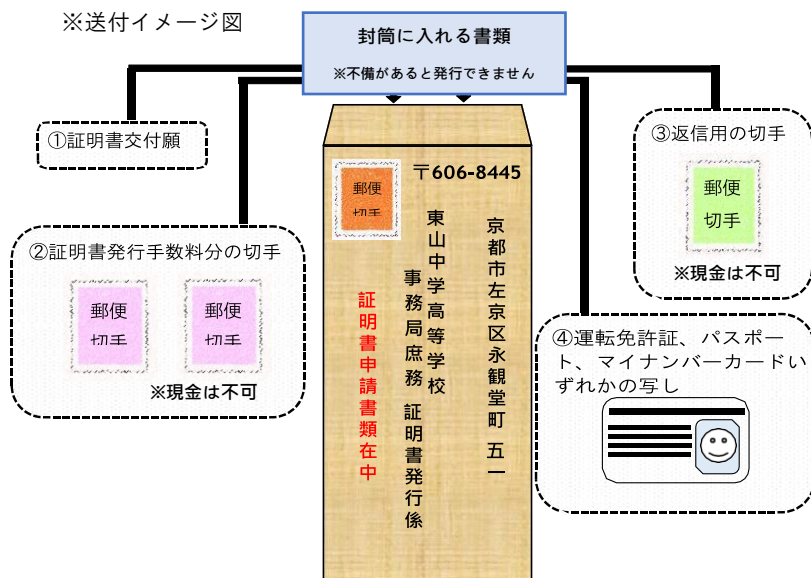 ※送付イメージ図
封筒に入れる書類
※不備があると発行できません
①証明書交付願
②証明書発行手数料分の切手
郵便
切手
郵便
切手
※現金は不可
③返信用の切手
郵便
切手
※現金は不可
④運転免許証、パスポー
ト、マイナンバーカードい
ずれかの写し
郵便
切手
〒606-8445
京都市左京区永観堂町 五一
東山中学高等学校
事務局庶務 証明書発行係
証明書申請書類在中